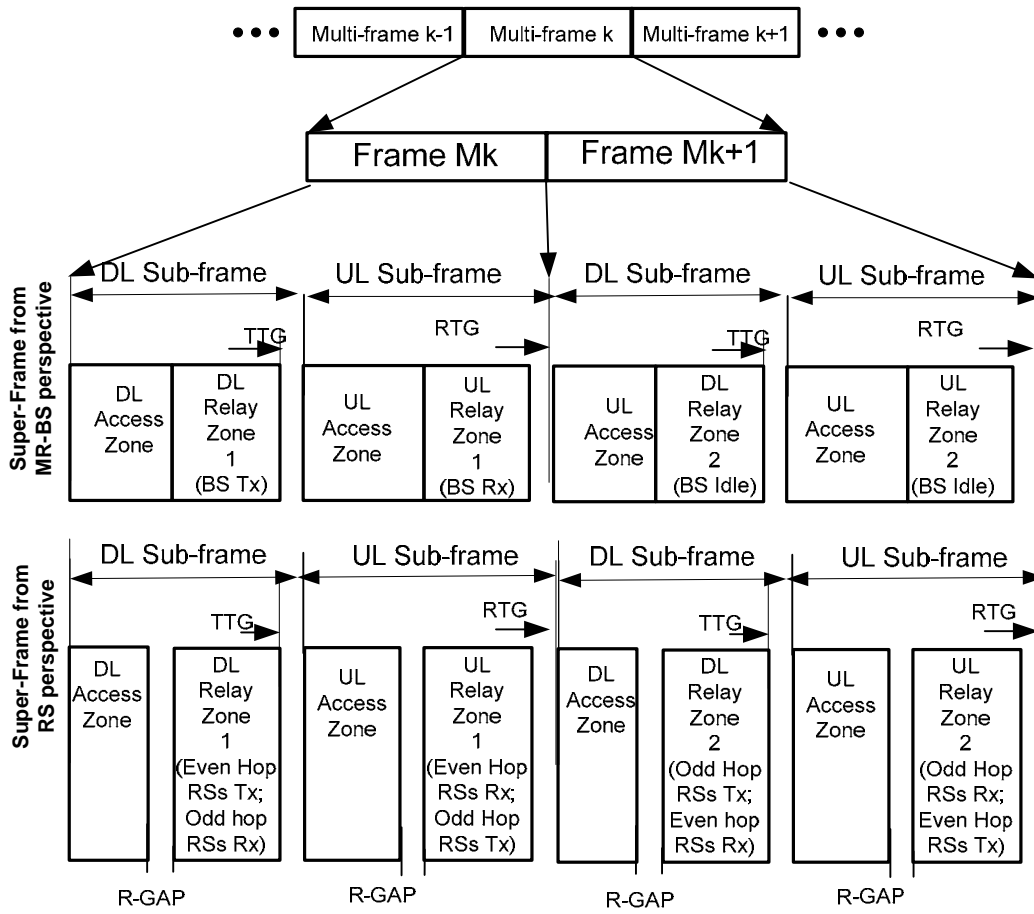 Multi-frame k-1 Multi-frame k Multi-frame k+1
Frame Mk Frame Mk+1
Super-Frame from
MR-BS perspective
DL Sub-frame UL Sub-frame DL Sub-frame UL Sub-frame
TTG RTG TTG RTG
DL
Access
Zone
DL
Relay
Zone
1
(BS Tx)
UL
Access
Zone
UL
Relay
Zone
1
(BS Rx)
UL
Access
Zone
DL
Relay
Zone
2
(BS Idle)
UL
Access
Zone
UL
Relay
Zone
2
(BS Idle)
Super-Frame from
RS perspective
DL Sub-frame UL Sub-frame DL Sub-frame UL Sub-frame
TTG RTG TTG RTG
DL
Access
Zone
DL
Relay
Zone
1
(Even Hop
RSs Tx;
Odd hop
RSs Rx)
UL
Access
Zone
UL
Relay
Zone
1
(Even Hop
RSs Rx;
Odd Hop
RSs Tx)
DL
Access
Zone
DL
Relay
Zone
2
(Odd Hop
RSs Tx;
Even hop
RSs Rx)
UL
Access
Zone
UL
Relay
Zone
2
(Odd Hop
RSs Rx;
Even Hop
RSs Tx)
R-GAP R-GAP R-GAP R-GAP